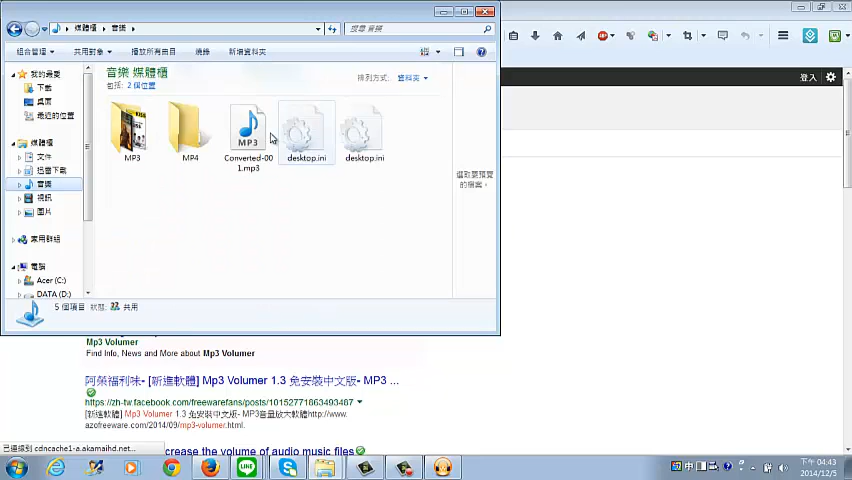 媒體櫃 ▸ 音樂 ▸
搜尋 音樂
組合管理 ▾ 共用對象 ▾ 播放所有曲目 燒錄 新增資料夾
我的最愛
下載
桌面
最近的位置
媒體櫃
文件
迅雷下載
音樂
視訊
圖片
家用群組
電腦
Acer (C:)
DATA (D:)
音樂 媒體櫃
包括: 2 個位置
排列方式: 資料夾 ▾
MP3
MP4
MP3
Converted-00
1.mp3
desktop.ini
desktop.ini
選取要預覽
的檔案。
5 個項目 狀態: 共用
登入
Mp3 Volumer
Find Info, News and More about Mp3 Volumer
阿榮福利味- [新進軟體] Mp3 Volumer 1.3 免安裝中文版- MP3 ...
https://zh-tw.facebook.com/freewarefans/posts/10152771863493487
[新進軟體] Mp3 Volumer 1.3 免安裝中文版- MP3音量放大軟體http://www.
azofreeware.com/2014/09/mp3-volumer.html.
已連線到 cdncache1-a.akamaihd.net...
crease the volume of audio music files
LINE
中
下午 04:43
2014/12/5